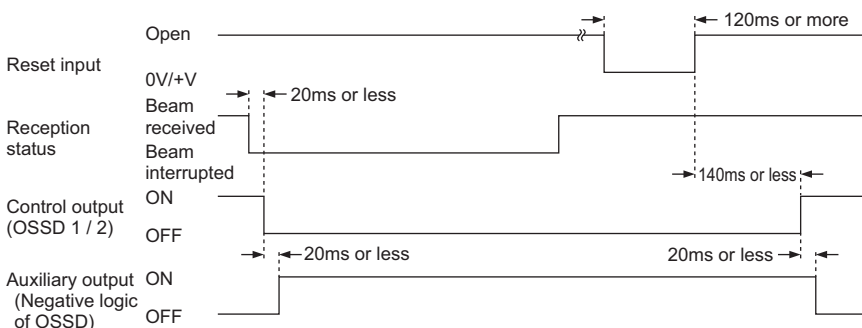 120ms or more
Open
Reset input
0V/+V
20ms or less
Beam
received
Reception
status
Beam
interrupted
140ms or less
ON
Control output
(OSSD 1 / 2)
OFF
20ms or less
20ms or less
Auxiliary output
ON
(Negative logic
of OSSD)
OFF